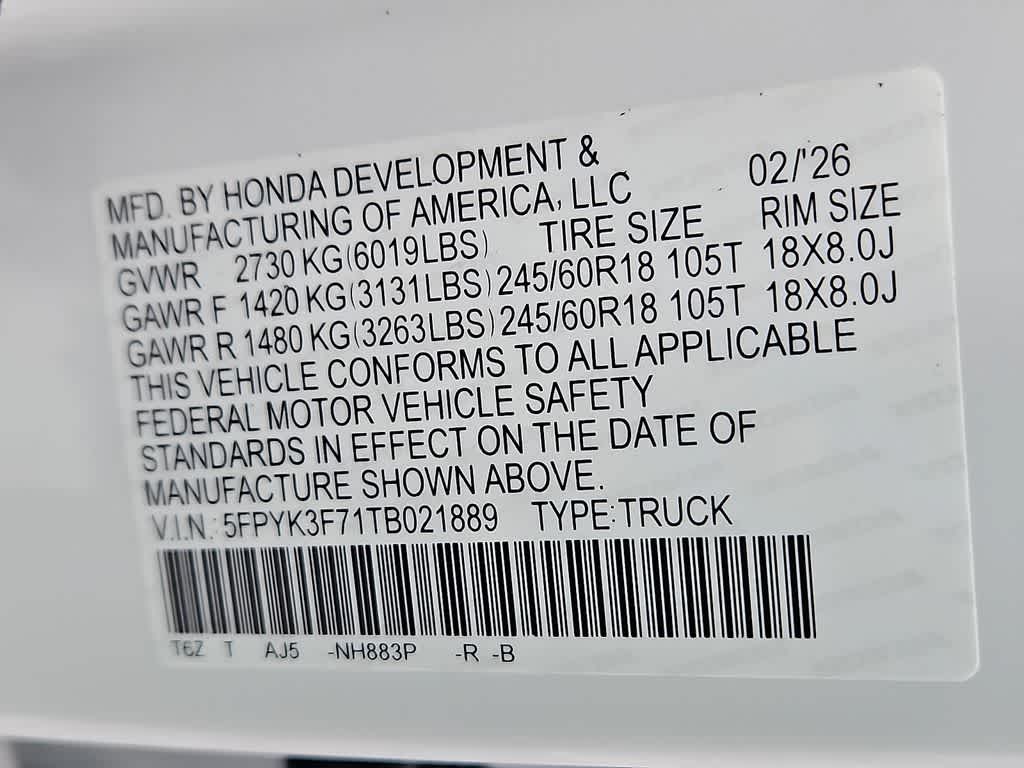 MFD. BY HONDA DEVELOPMENT &
MANUFACTURING OF AMERICA, LLC 02/'26
GVWR 2730 KG(6019LBS) TIRE SIZE RIM SIZE
GAWR F 1420 KG(3131LBS) 245/60R18 105T 18X8.0J
GAWR R 1480 KG(3263LBS) 245/60R18 105T 18X8.0J
THIS VEHICLE CONFORMS TO ALL APPLICABLE
FEDERAL MOTOR VEHICLE SAFETY
STANDARDS IN EFFECT ON THE DATE OF
MANUFACTURE SHOWN ABOVE.
V.I.N.: 5FPYK3F71TB021889 TYPE:TRUCK
T6Z T AJ5 -NH883P -R -B